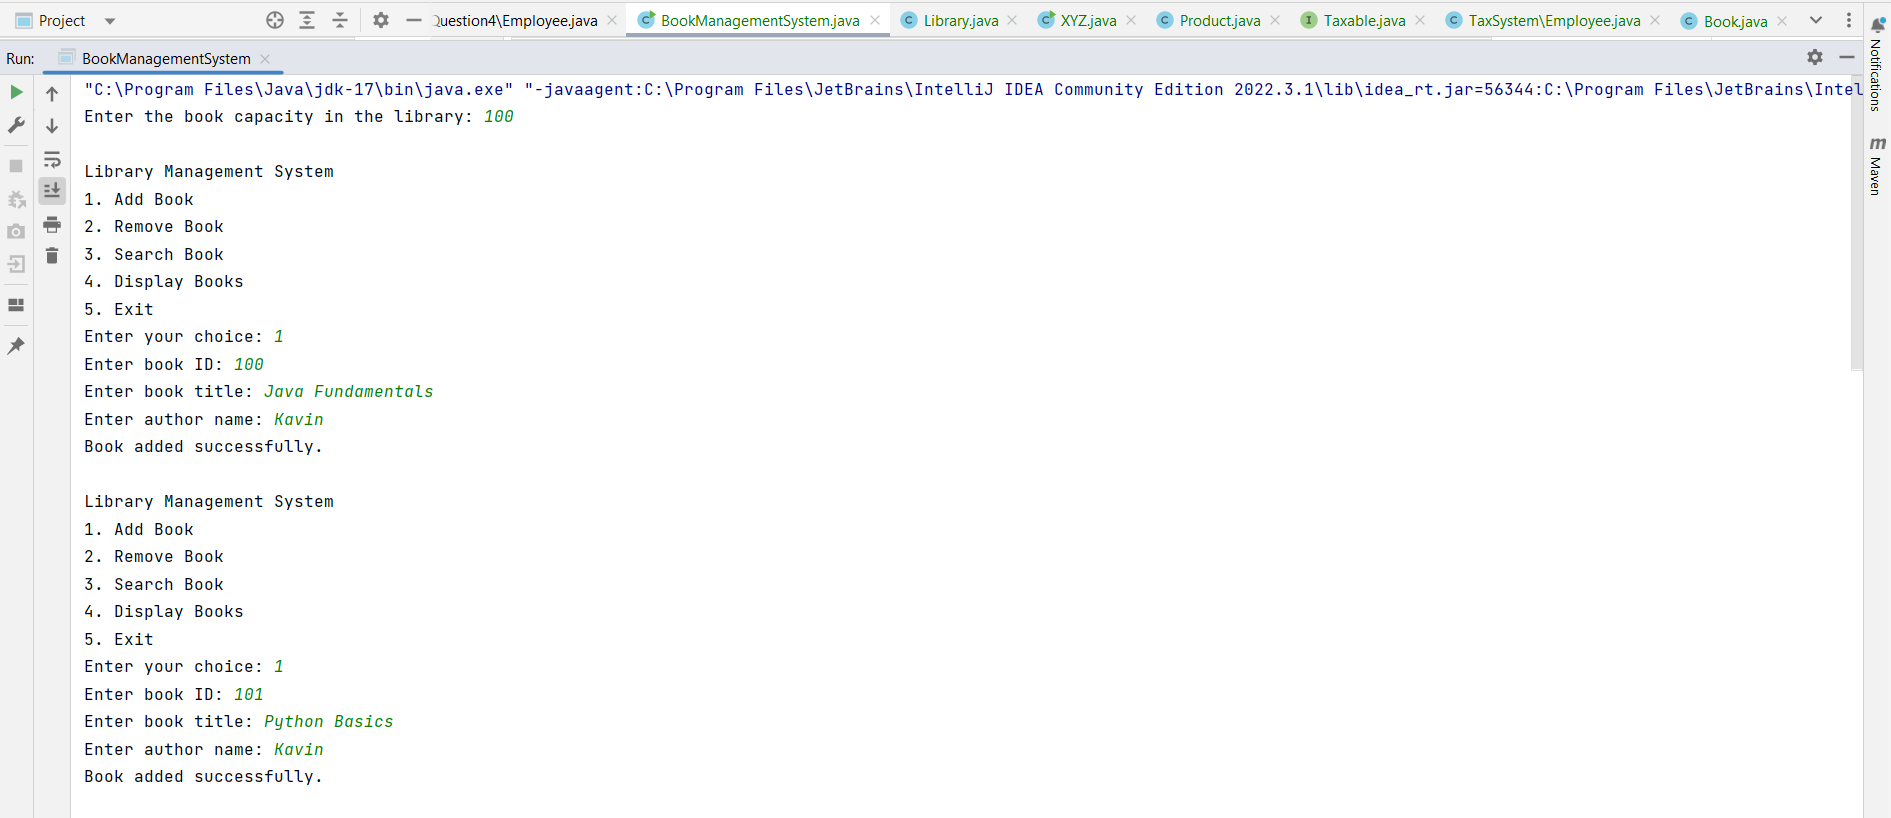 Project
Question4\Employee.java
BookManagementSystem.java
Library.java
XYZ.java
Product.java
Taxable.java
TaxSystem\Employee.java
Book.java
Run: BookManagementSystem
"C:\Program Files\Java\jdk-17\bin\java.exe" "-javaagent:C:\Program Files\JetBrains\IntelliJ IDEA Community Edition 2022.3.1\lib\idea_rt.jar=56344:C:\Program Files\JetBrains\Intel
Enter the book capacity in the library: 100
Library Management System
1. Add Book
2. Remove Book
3. Search Book
4. Display Books
5. Exit
Enter your choice: 1
Enter book ID: 100
Enter book title: Java Fundamentals
Enter author name: Kavin
Book added successfully.
Library Management System
1. Add Book
2. Remove Book
3. Search Book
4. Display Books
5. Exit
Enter your choice: 1
Enter book ID: 101
Enter book title: Python Basics
Enter author name: Kavin
Book added successfully.
Notifications
m Maven